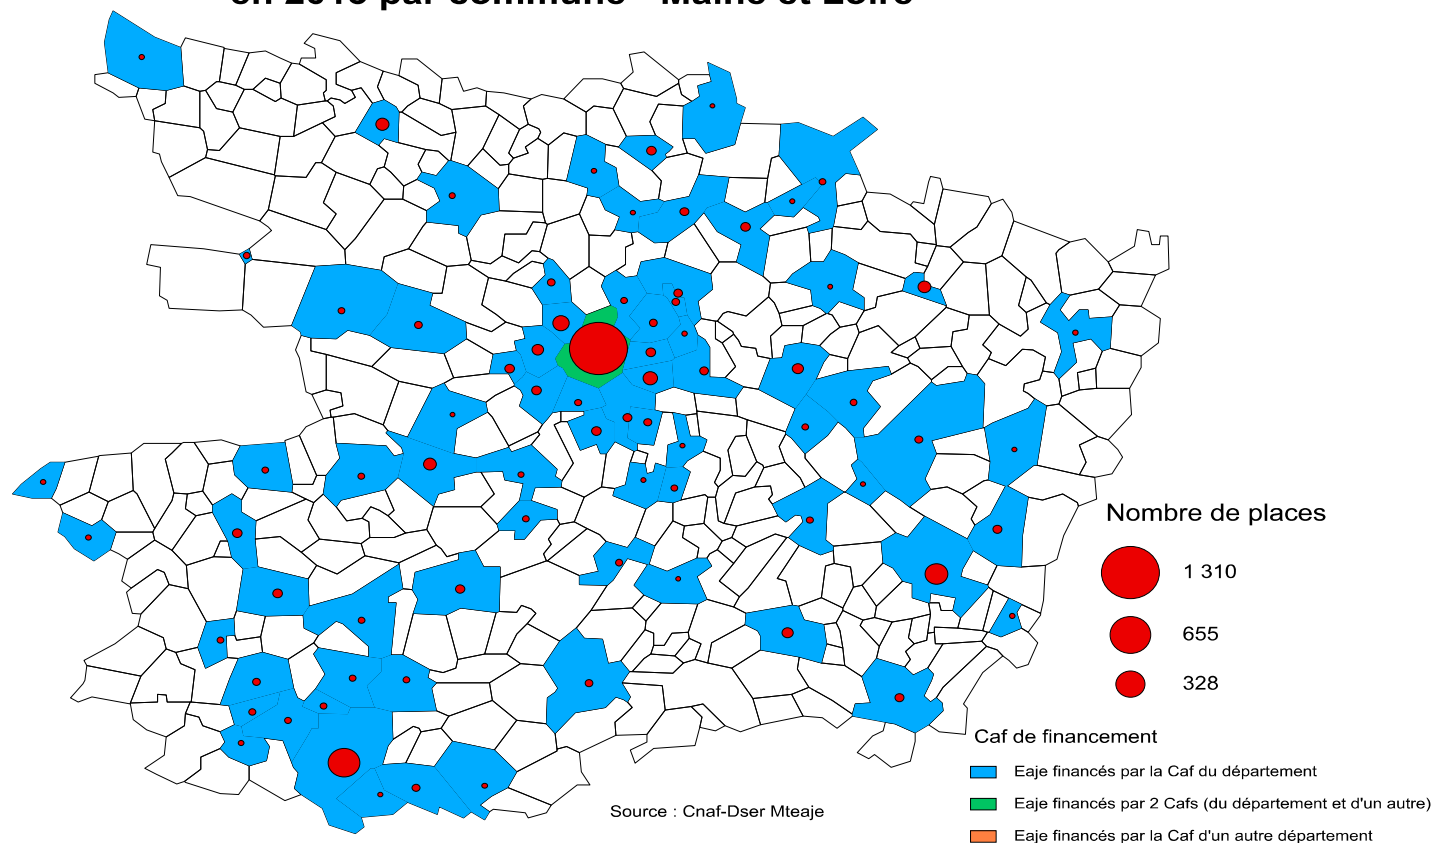 Nombre de places
1 310
655
328
Caf de financement
Eaje financés par la Caf du département
Eaje financés par 2 Cafs (du département et d'un autre)
Eaje financés par la Caf d'un autre département
Source : Cnaf-Dser Mteaje